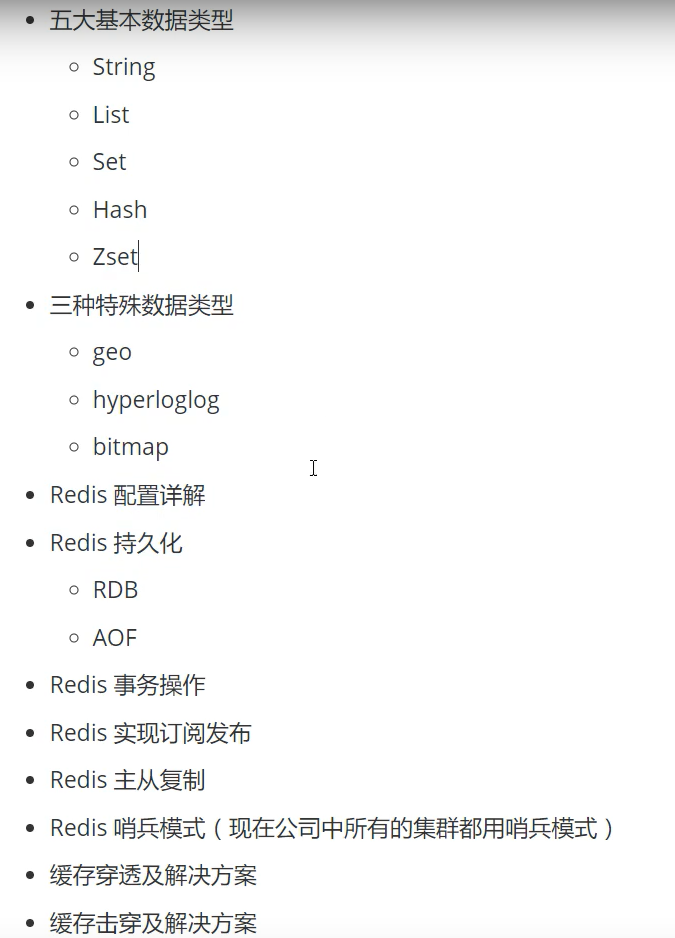 五大基本数据类型
String
List
Set
Hash
Zset
三种特殊数据类型
geo
hyperloglog
bitmap
Redis 配置详解
Redis 持久化
RDB
AOF
Redis 事务操作
Redis 实现订阅发布
Redis 主从复制
Redis 哨兵模式（现在公司中所有的集群都用哨兵模式）
缓存穿透及解决方案
缓存击穿及解决方案